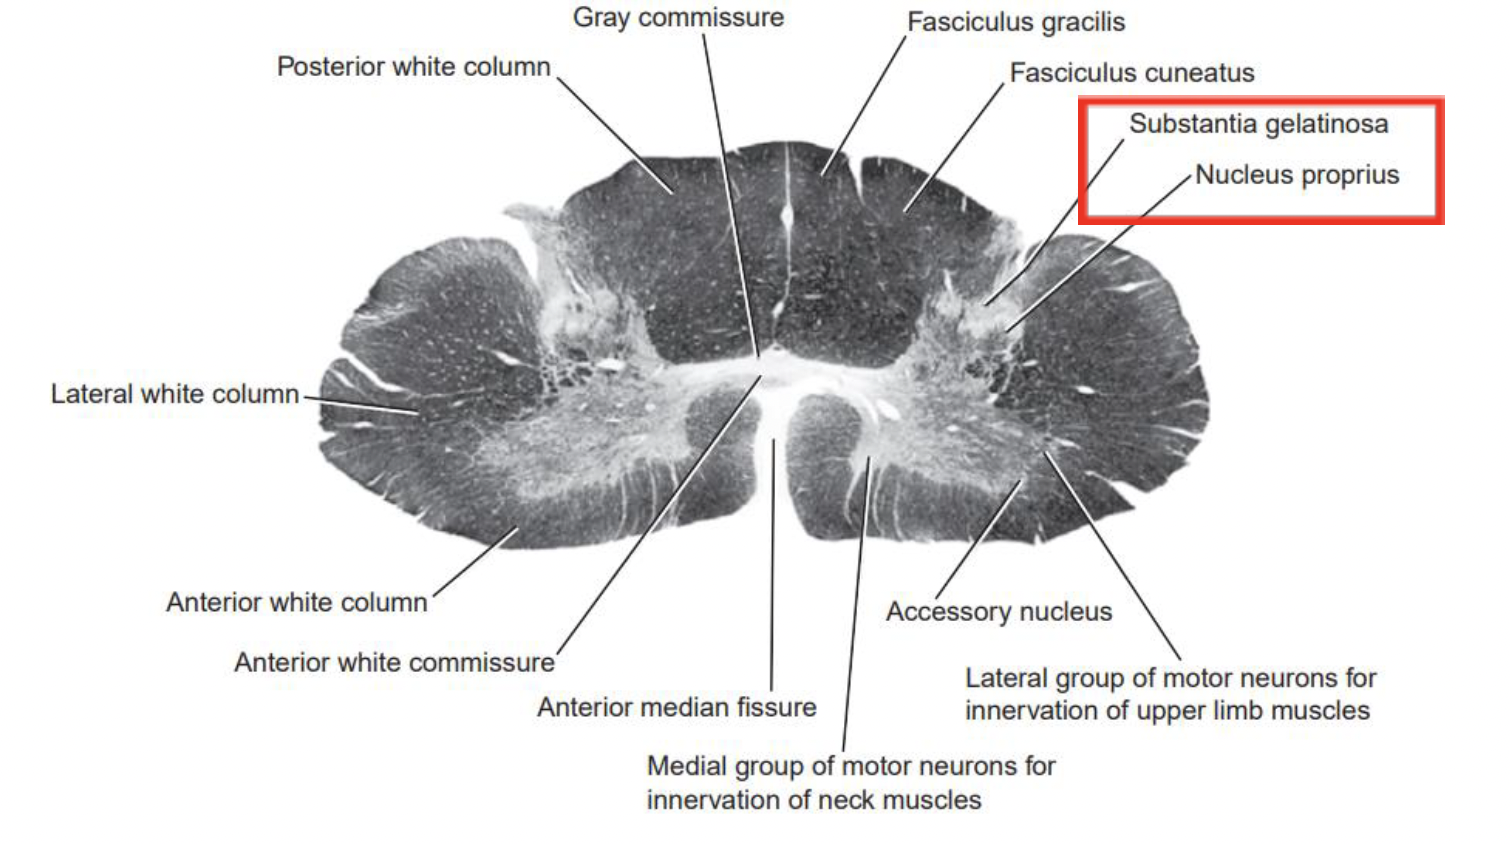 Gray commissure
Fasciculus gracilis
Posterior white column
Fasciculus cuneatus
Substantia gelatinosa
Nucleus proprius
Lateral white column
Anterior white column
Accessory nucleus
Anterior white commissure
Lateral group of motor neurons for
innervation of upper limb muscles
Anterior median fissure
Medial group of motor neurons for
innervation of neck muscles